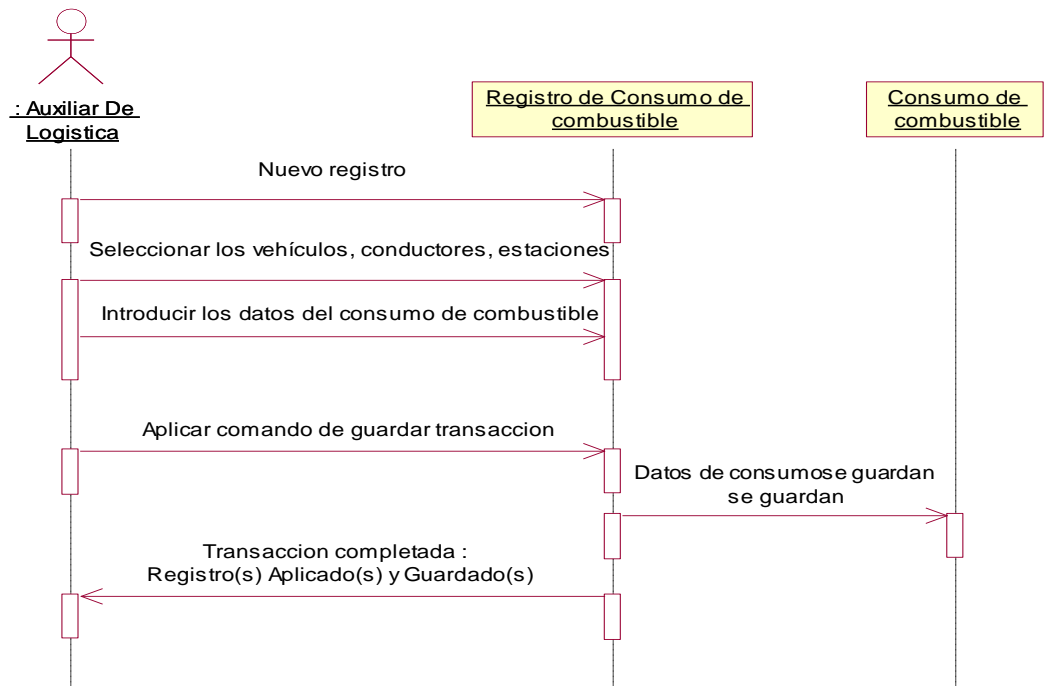 : Auxiliar De
Logistica
Registro de Consumo de
combustible
Consumo de
combustible
Nuevo registro
Seleccionar los vehículos, conductores, estaciones
Introducir los datos del consumo de combustible
Aplicar comando de guardar transaccion
Datos de consumose guardan
se guardan
Transaccion completada :
Registro(s) Aplicado(s) y Guardado(s)